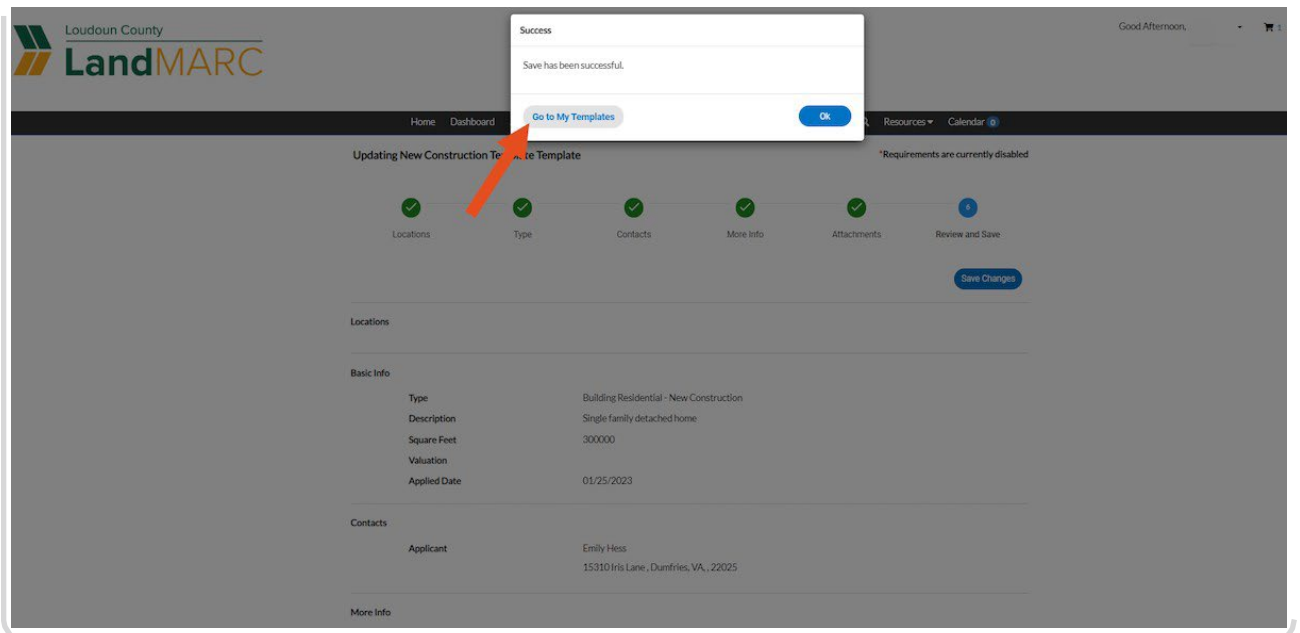 Loudoun County
LandMARC
Good Afternoon,
1
Success
Save has been successful.
Go to My Templates
Ok
Home Dashboard
Resources Calendar 0
Updating New Construction Template
*Requirements are currently disabled
6
Locations Type Contacts More Info Attachments Review and Save
Save Changes
Locations
Basic Info
Type Building Residential - New Construction
Description Single family detached home
Square Feet 300000
Valuation
Applied Date 01/25/2023
Contacts
Applicant Emily Hess
15310 Iris Lane , Dumfries, VA, , 22025
More Info